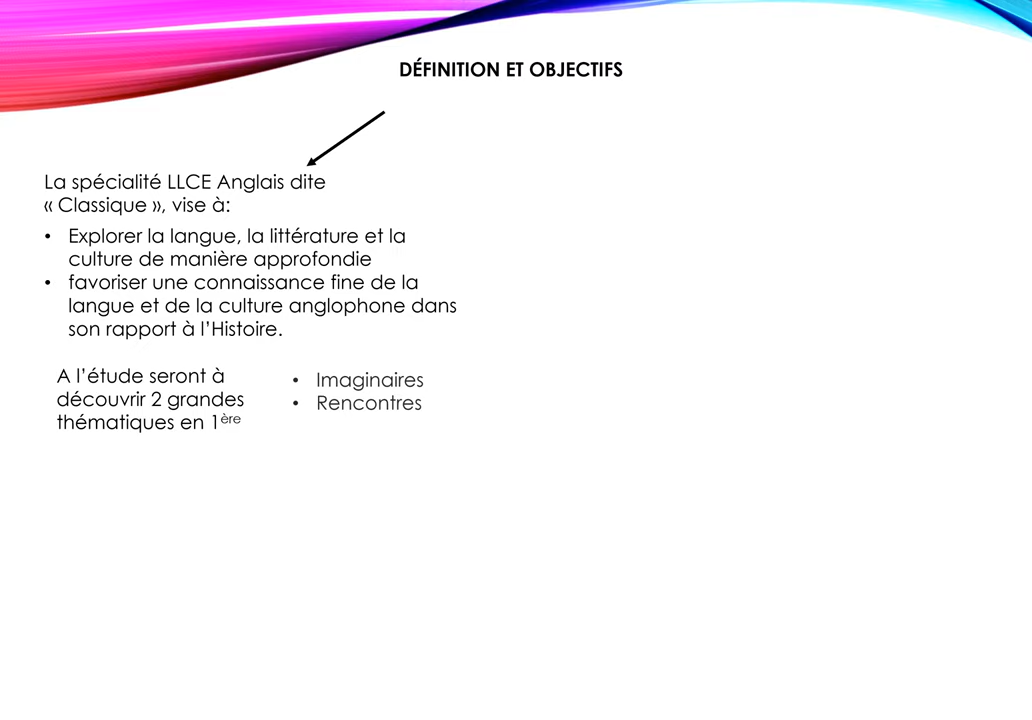 DÉFINITION ET OBJECTIFS
La spécialité LLCE Anglais dite
« Classique », vise à:
• Explorer la langue, la littérature et la
culture de manière approfondie
• favoriser une connaissance fine de la
langue et de la culture anglophone dans
son rapport à l’Histoire.
A l’étude seront à
découvrir 2 grandes
thématiques en 1ère
• Imaginaires
• Rencontres